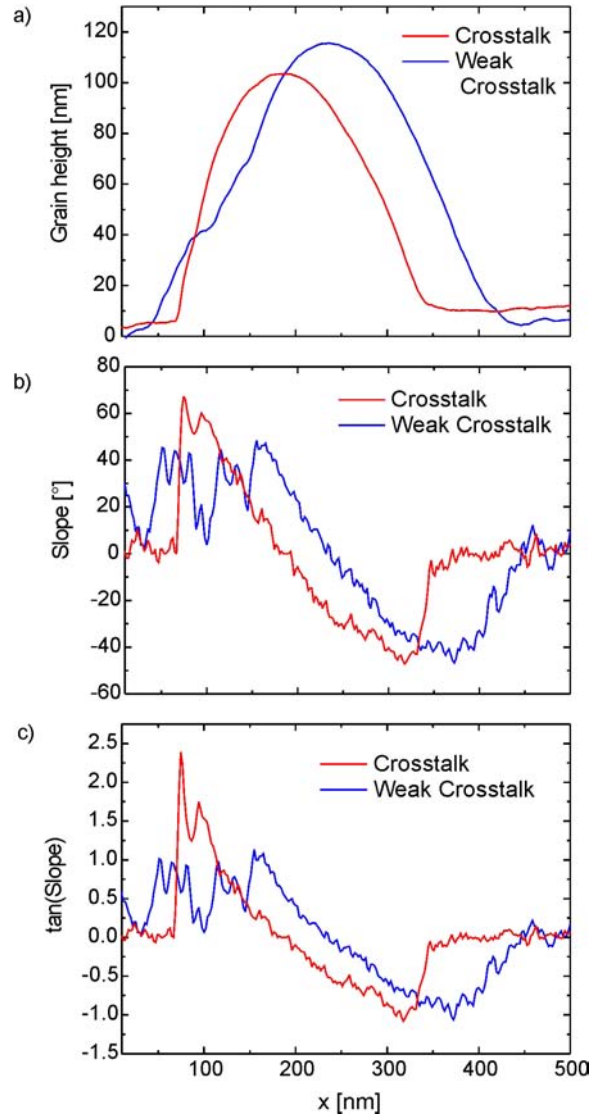 a)
120
100
80
60
40
20
0
Grain height [nm]
Crosstalk
Weak
Crosstalk
b)
80
60
40
20
0
-20
-40
-60
Slope [°]
Crosstalk
Weak Crosstalk
c)
2.5
2.0
1.5
1.0
0.5
0.0
-0.5
-1.0
-1.5
tan(Slope)
Crosstalk
Weak Crosstalk
100 200 300 400 500
x [nm]